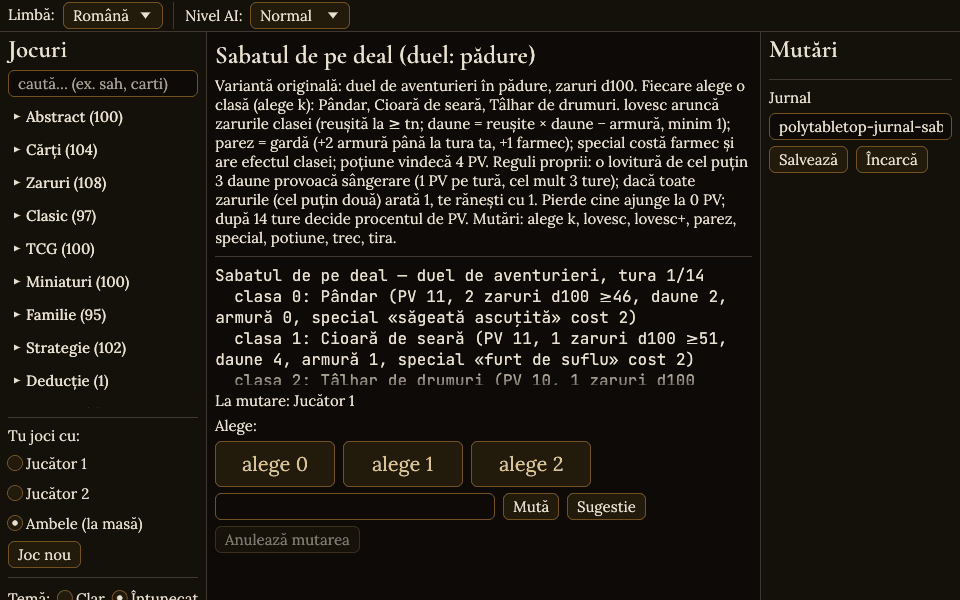 Limbă: Română ▼ Nivel AI: Normal ▼
Jocuri
caută... (ex. sah, carti)
▸ Abstract (100)
▸ Cărți (104)
▸ Zaruri (108)
▸ Clasic (97)
▸ TCG (100)
▸ Miniaturi (100)
▸ Familie (95)
▸ Strategie (102)
▸ Deducție (1)
Tu joci cu:
Jucător 1
Jucător 2
Ambele (la masă)
Joc nou
Temă: Clar Întunecat
Sabatul de pe deal (duel: pădure)
Variantă originală: duel de aventurieri în pădure, zaruri d100. Fiecare alege o
clasă (alege k): Pândar, Cioară de seară, Tâlhar de drumuri. lovesc aruncă
zarurile clasei (reușită la ≥ tn; daune = reușite × daune − armură, minim 1);
parez = gardă (+2 armură până la tura ta, +1 farmec); special costă farmec și
are efectul clasei; poțiune vindecă 4 PV. Reguli proprii: o lovitură de cel puțin
3 daune provoacă sângerare (1 PV pe tură, cel mult 3 ture); dacă toate
zarurile (cel puțin două) arată 1, te rănești cu 1. Pierde cine ajunge la 0 PV;
după 14 ture decide procentul de PV. Mutări: alege k, lovesc, lovesc+, parez,
special, potiune, trec, tira.
Sabatul de pe deal — duel de aventurieri, tura 1/14
clasa 0: Pândar (PV 11, 2 zaruri d100 ≥46, daune 2,
armură 0, special «săgeată ascuțită» cost 2)
clasa 1: Cioară de seară (PV 11, 1 zaruri d100 ≥51,
daune 4, armură 1, special «furt de suflu» cost 2)
clasa 2: Tâlhar de drumuri (PV 10, 1 zaruri d100
La mutare: Jucător 1
Alege:
alege 0 alege 1 alege 2
Mută Sugestie
Anulează mutarea
Mutări
Jurnal
polytabletop-jurnal-sab
Salvează Încarcă